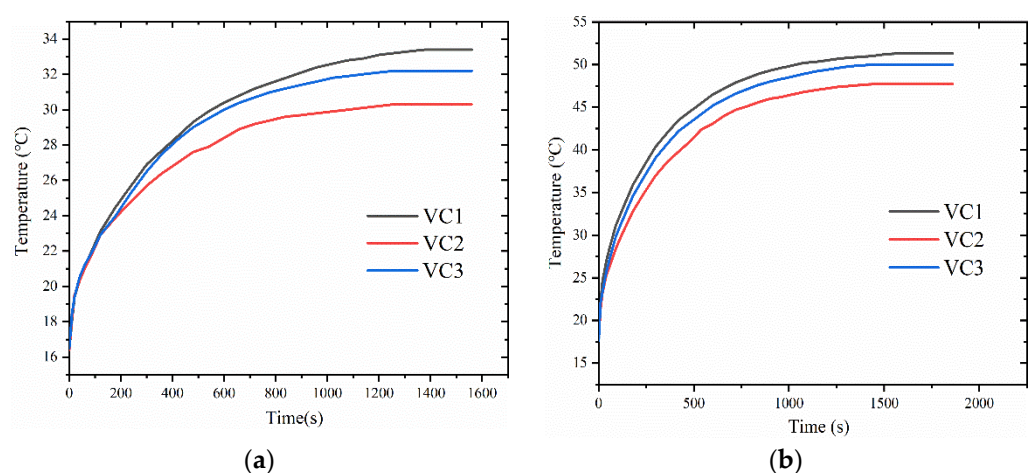 34
32
30
28
26
24
22
20
18
16
Temperature (℃)
VC1
VC2
VC3
0
200
400
600
800
1000
1200
1400
1600
Time(s)
(a)
55
50
45
40
35
30
25
20
15
Temperature (℃)
VC1
VC2
VC3
0
500
1000
1500
2000
Time (s)
(b)